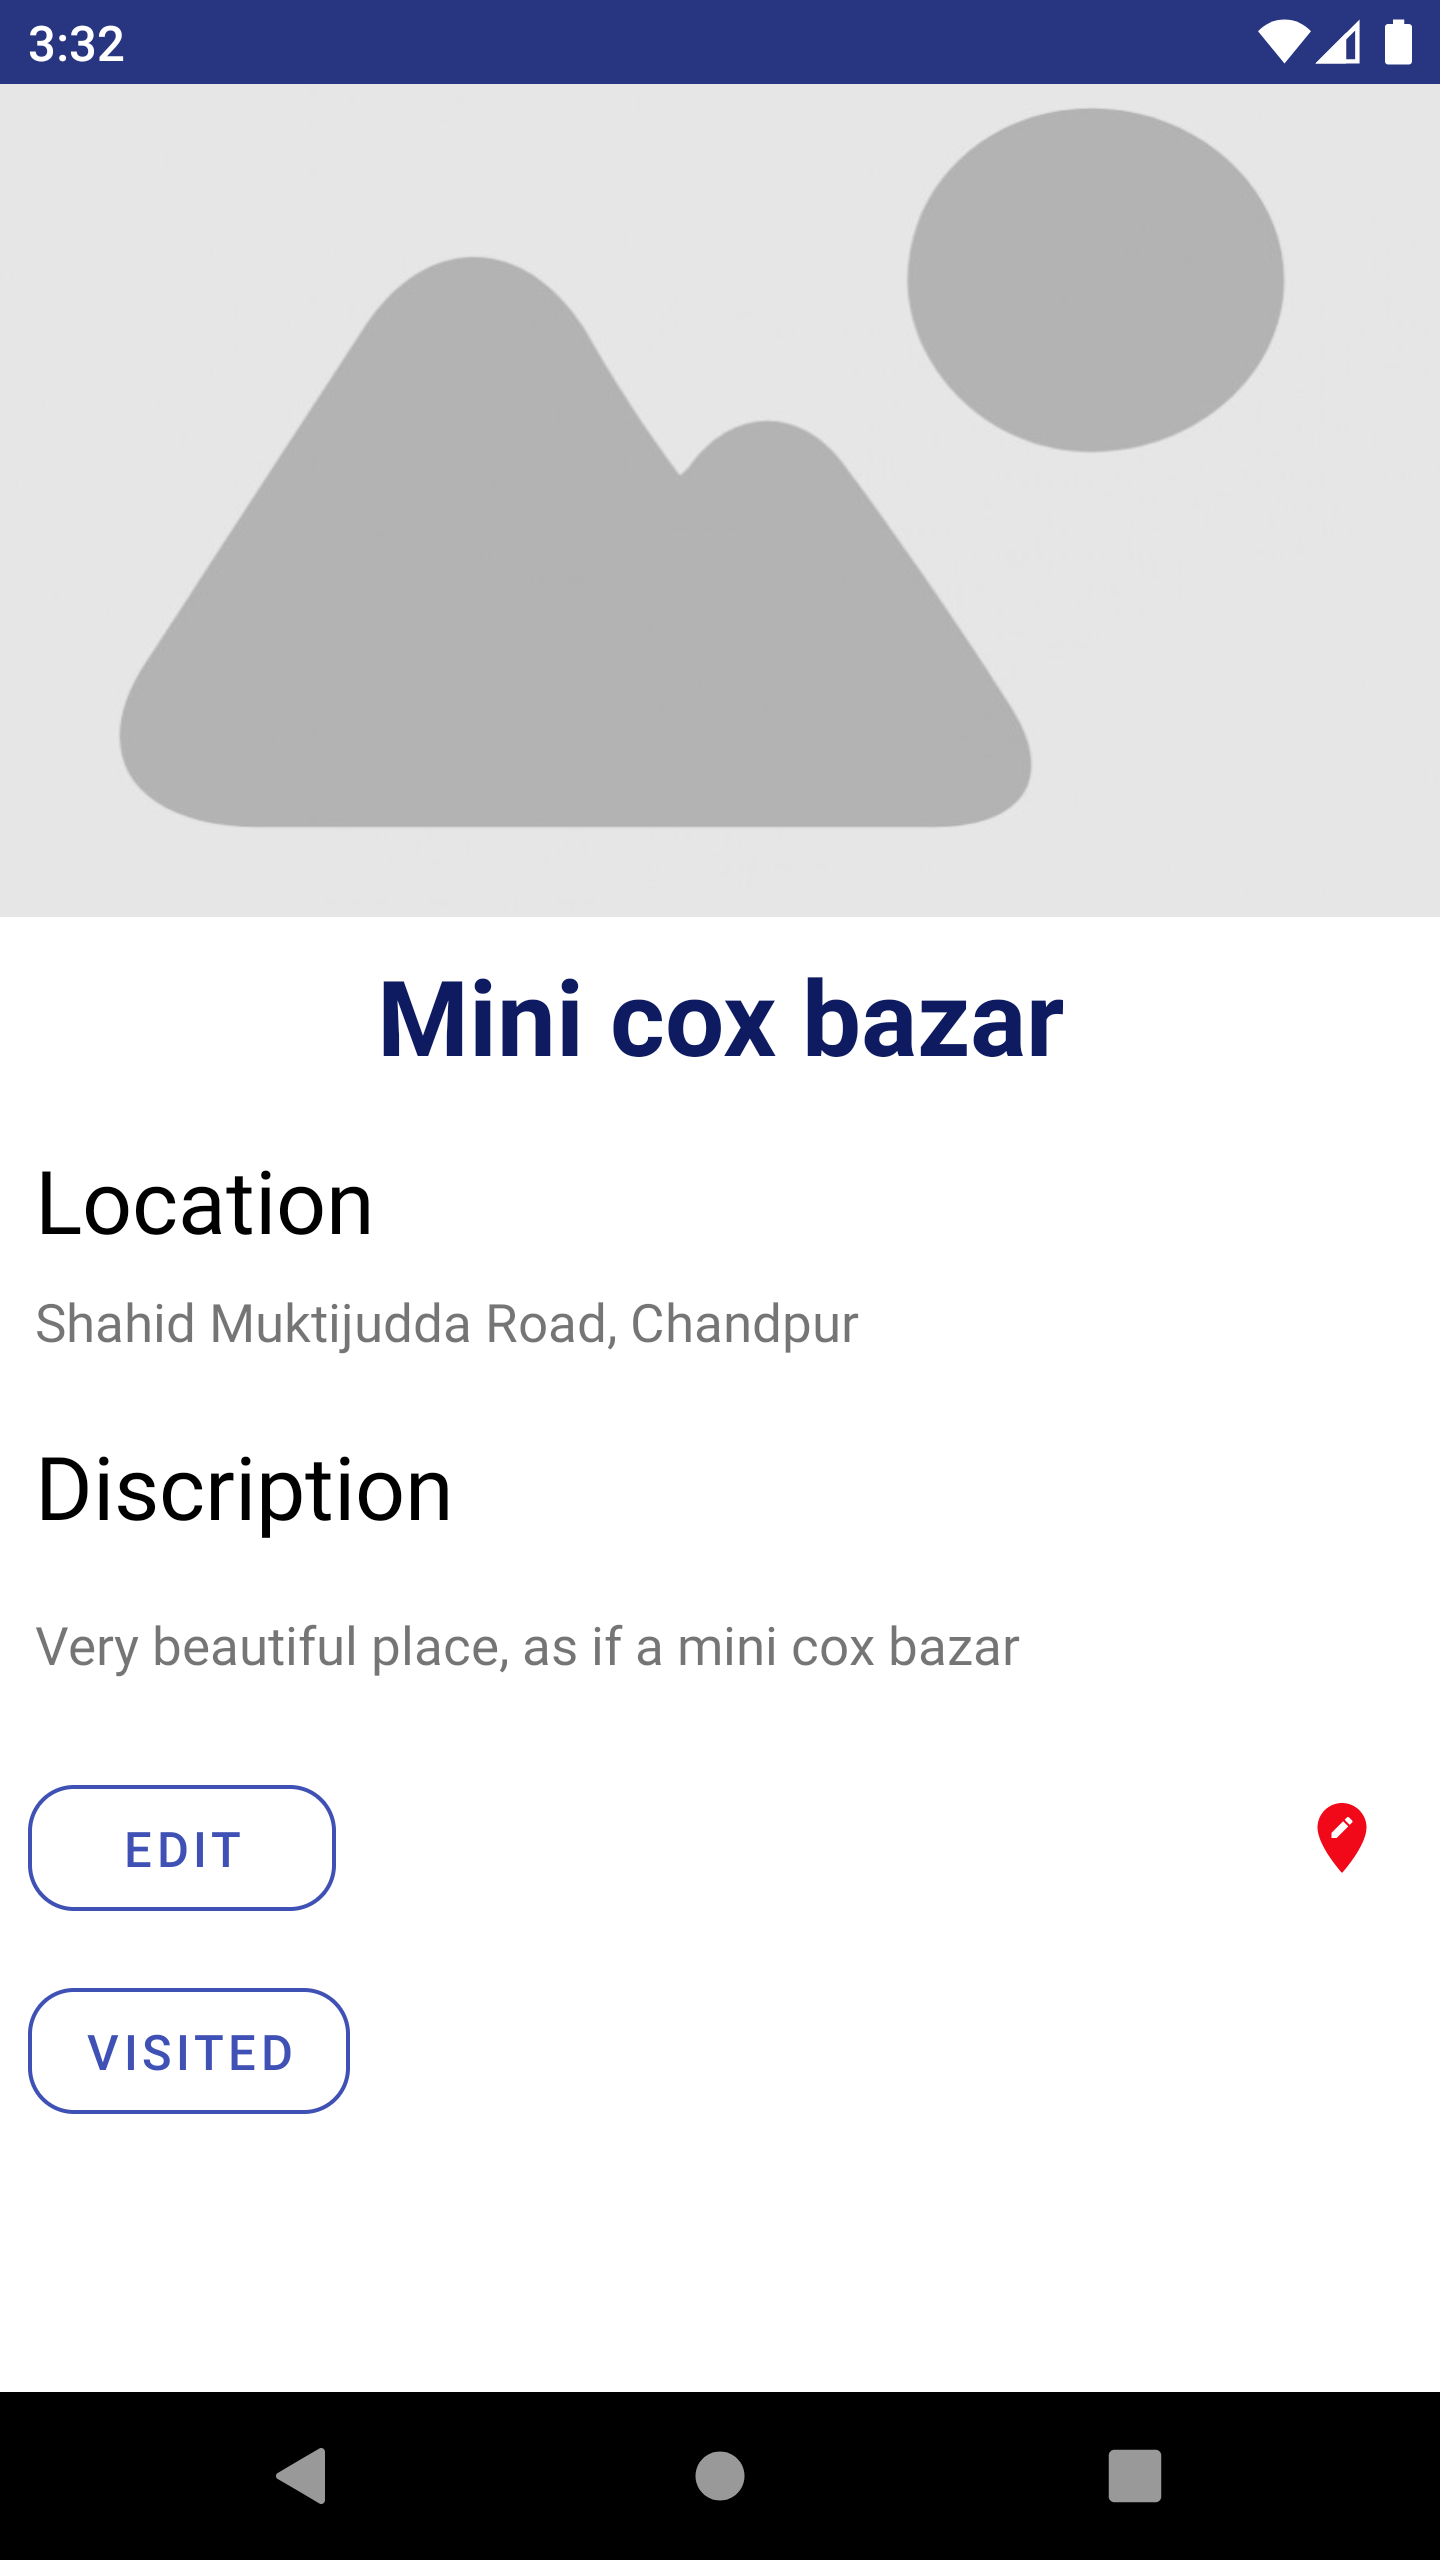 3:32
Mini cox bazar
Location
Shahid Muktijudda Road, Chandpur
Discription
Very beautiful place, as if a mini cox bazar
EDIT
VISITED